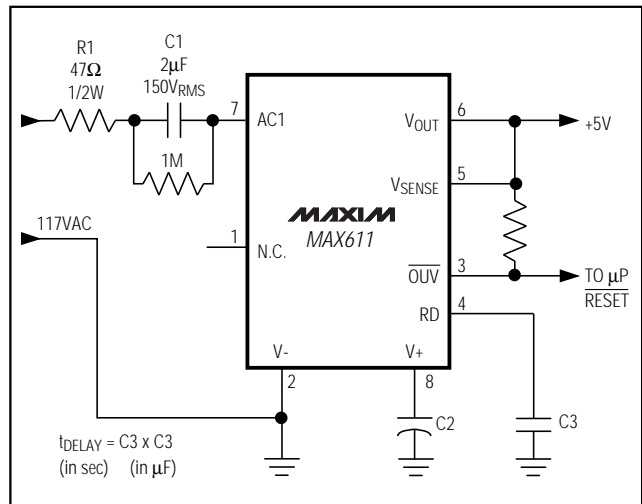 R1
47Ω
1/2W
C1
2µF
150VRMS
7
AC1
1M
117VAC
1
N.C.
MAXIM
MAX611
VOUT
6
+5V
VSENSE
5
OUV
3
TO µP
RESET
RD
4
V-
2
V+
8
C2
C3
tDELAY = C3 x C3
(in sec) (in µF)